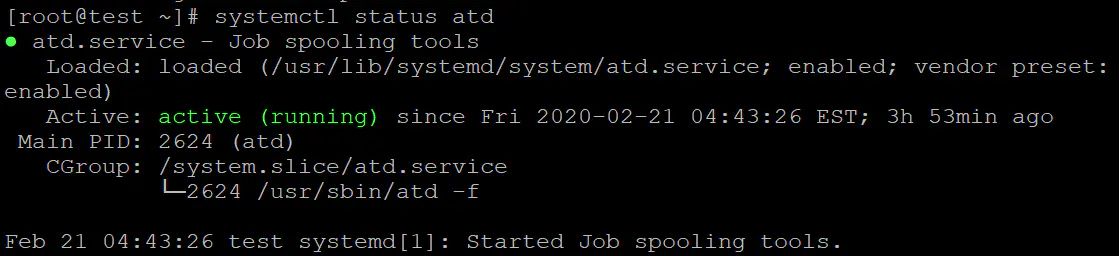 [root@test ~]# systemctl status atd
● atd.service - Job spooling tools
   Loaded: loaded (/usr/lib/systemd/system/atd.service; enabled; vendor preset:
enabled)
   Active: active (running) since Fri 2020-02-21 04:43:26 EST; 3h 53min ago
 Main PID: 2624 (atd)
   CGroup: /system.slice/atd.service
           └─2624 /usr/sbin/atd -f

Feb 21 04:43:26 test systemd[1]: Started Job spooling tools.